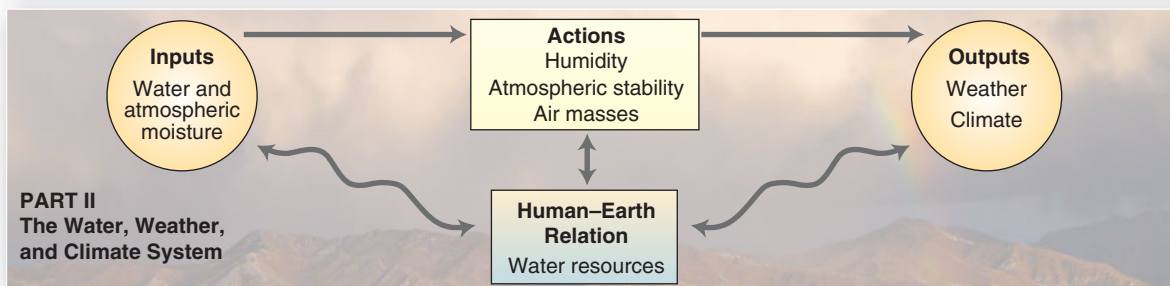 Inputs
Water and
atmospheric
moisture
Actions
Humidity
Atmospheric stability
Air masses
Outputs
Weather
Climate
PART II
The Water, Weather,
and Climate System
Human–Earth
Relation
Water resources